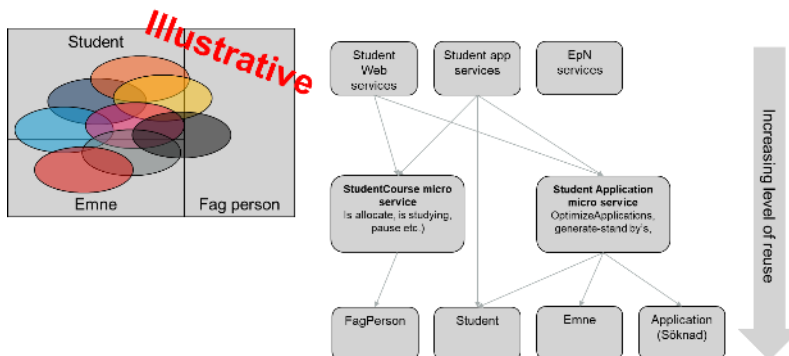 Student
Illustrative
Emne
Fag person
Student
Web
services
Student app
services
EpN
services
StudentCourse micro
service
Is allocate, is studying,
pause etc.)
Student Application
micro service
OptimizeApplications,
generate-stand by's,
FagPerson
Student
Emne
Application
(Söknad)
Increasing level of reuse